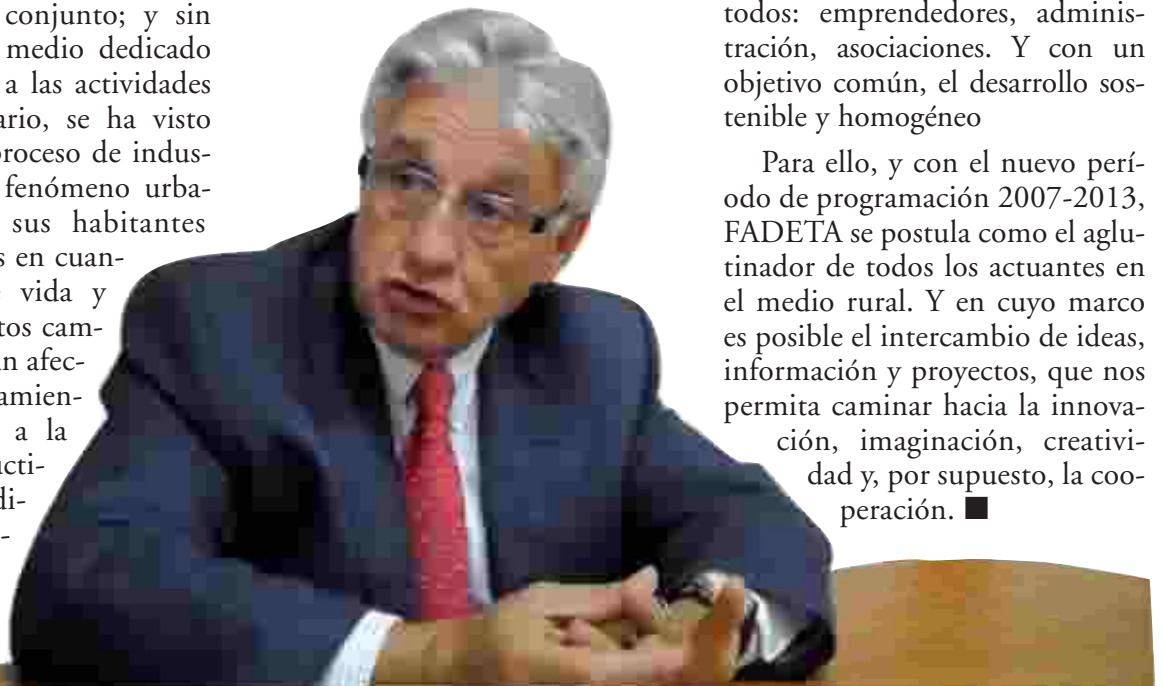 conjunto; y sin
medio dedicado
a las actividades
ario, se ha visto
proceso de indus-
fenómeno urba-
sus habitantes
s en cuan-
vida y
tos cam-
an afec-
amien-
a la
ucti-
di-
-
todos: emprendedores, adminis-
tración, asociaciones. Y con un
objetivo común, el desarrollo sos-
tenible y homogéneo
Para ello, y con el nuevo perí-
odo de programación 2007-2013,
FADETA se postula como el aglu-
tinador de todos los actuantes en
el medio rural. Y en cuyo marco
es posible el intercambio de ideas,
información y proyectos, que nos
permita caminar hacia la innova-
ción, imaginación, creativi-
dad y, por supuesto, la coo-
peración. ■